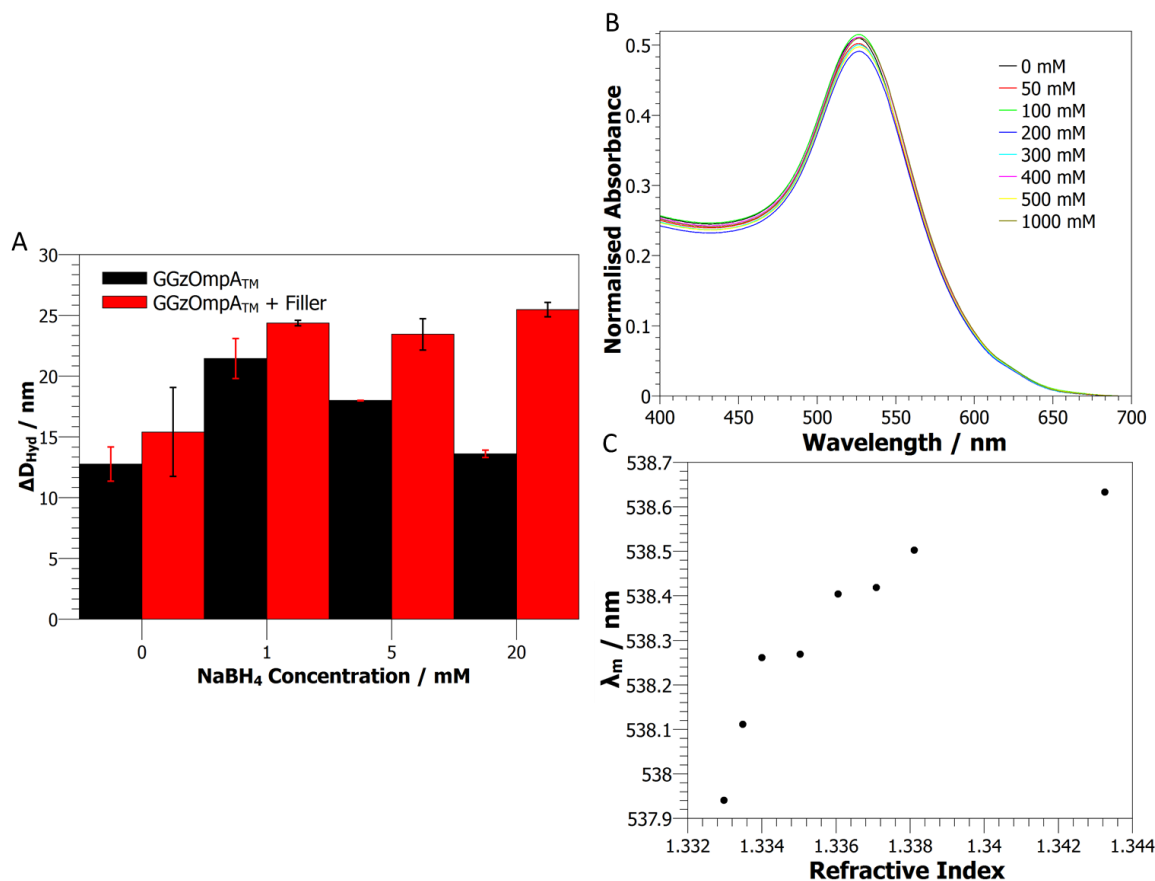 A
ΔD_Hyd / nm
30
25
20
15
10
5
0
GGzOmpA_TM
GGzOmpA_TM + Filler
0 1 5 20
NaBH₄ Concentration / mM
B
Normalised Absorbance
0.5
0.4
0.3
0.2
0.1
0
0 mM
50 mM
100 mM
200 mM
300 mM
400 mM
500 mM
1000 mM
400 450 500 550 600 650 700
Wavelength / nm
C
λ_m / nm
538.7
538.6
538.5
538.4
538.3
538.2
538.1
538
537.9
1.332 1.334 1.336 1.338 1.34 1.342 1.344
Refractive Index